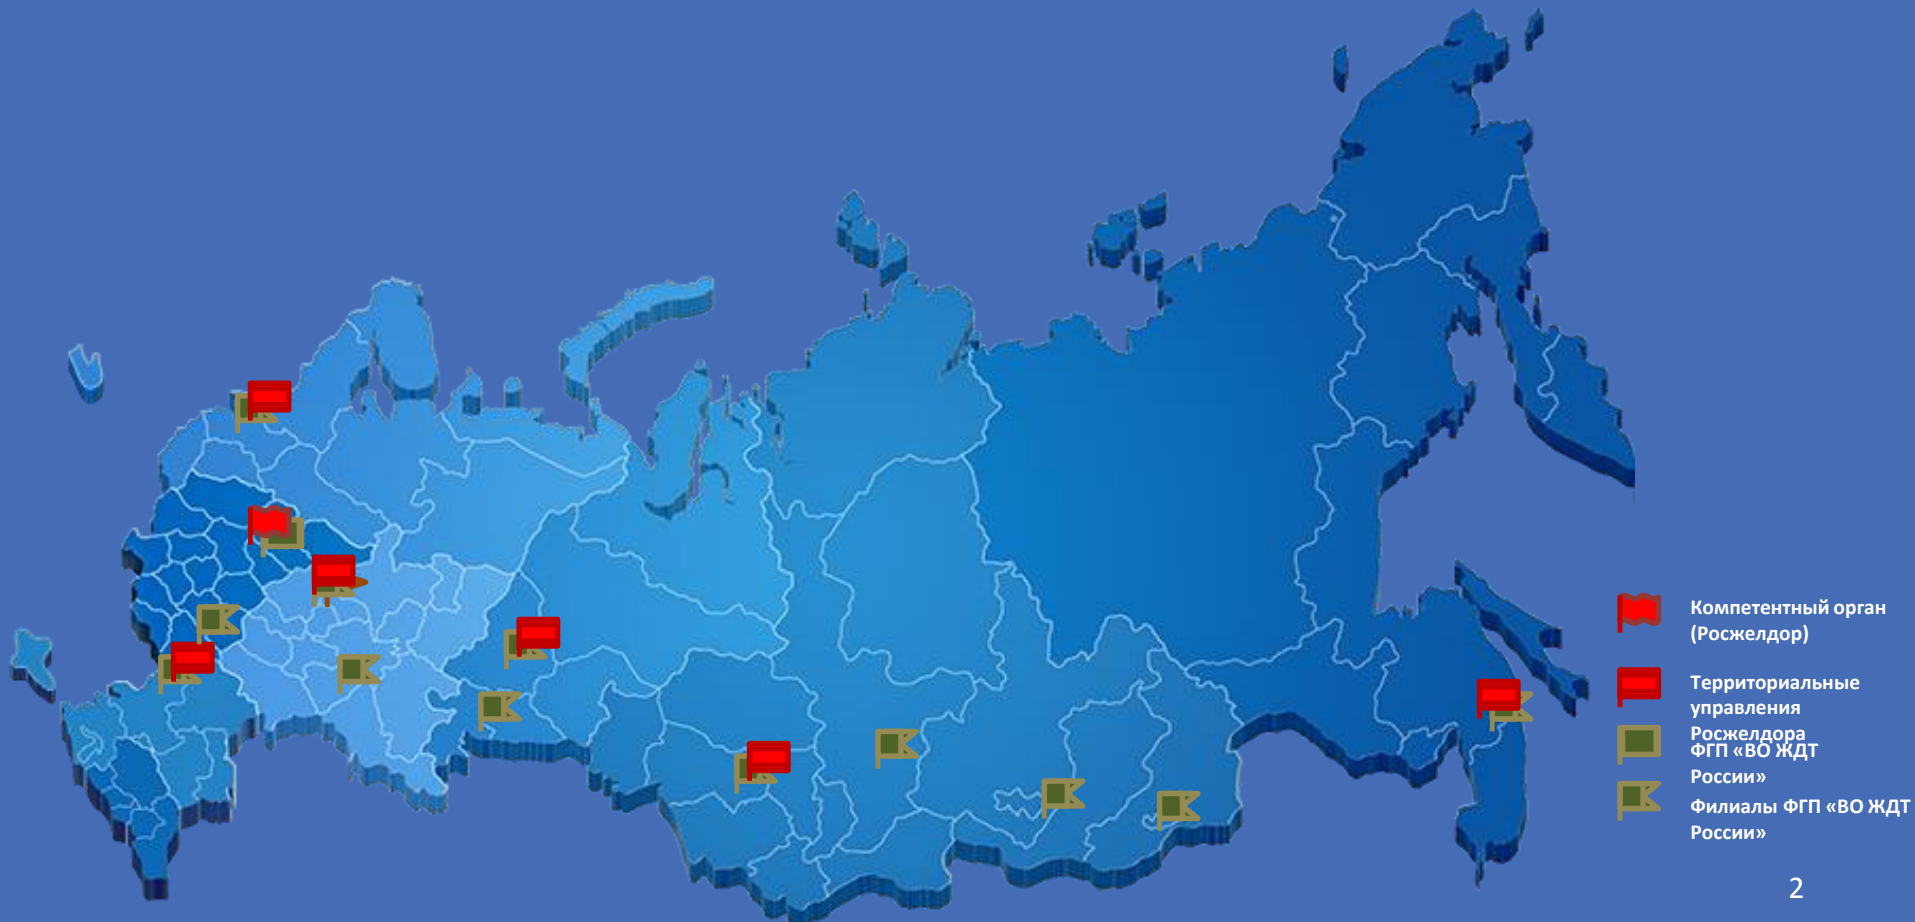 Компетентный орган
(Росжелдор)
Территориальные
управления
Росжелдора
ФГП «ВО ЖДТ
России»
Филиалы ФГП «ВО ЖДТ
России»
2